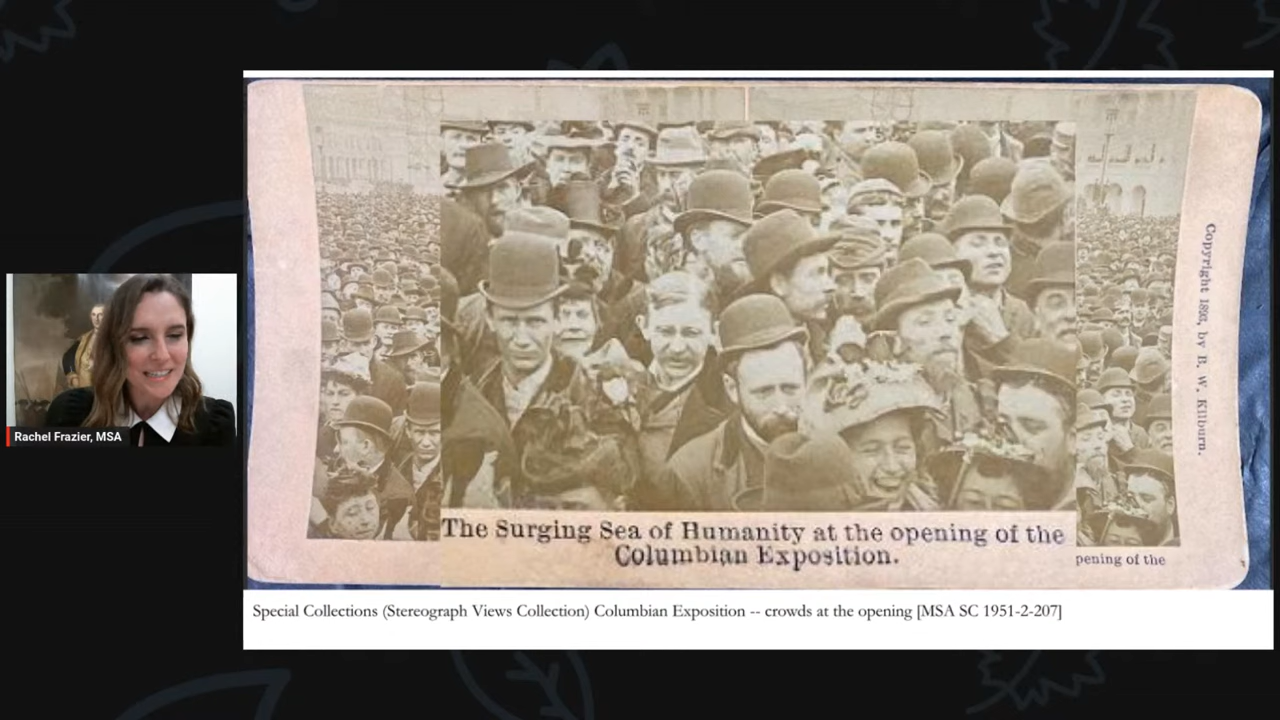 Rachel Frazier, MSA
The Surging Sea of Humanity at the opening of the
Columbian Exposition.
pening of the
Copyright 1893, by B. W. Kilburn.
Special Collections (Stereograph Views Collection) Columbian Exposition -- crowds at the opening [MSA SC 1951-2-207]